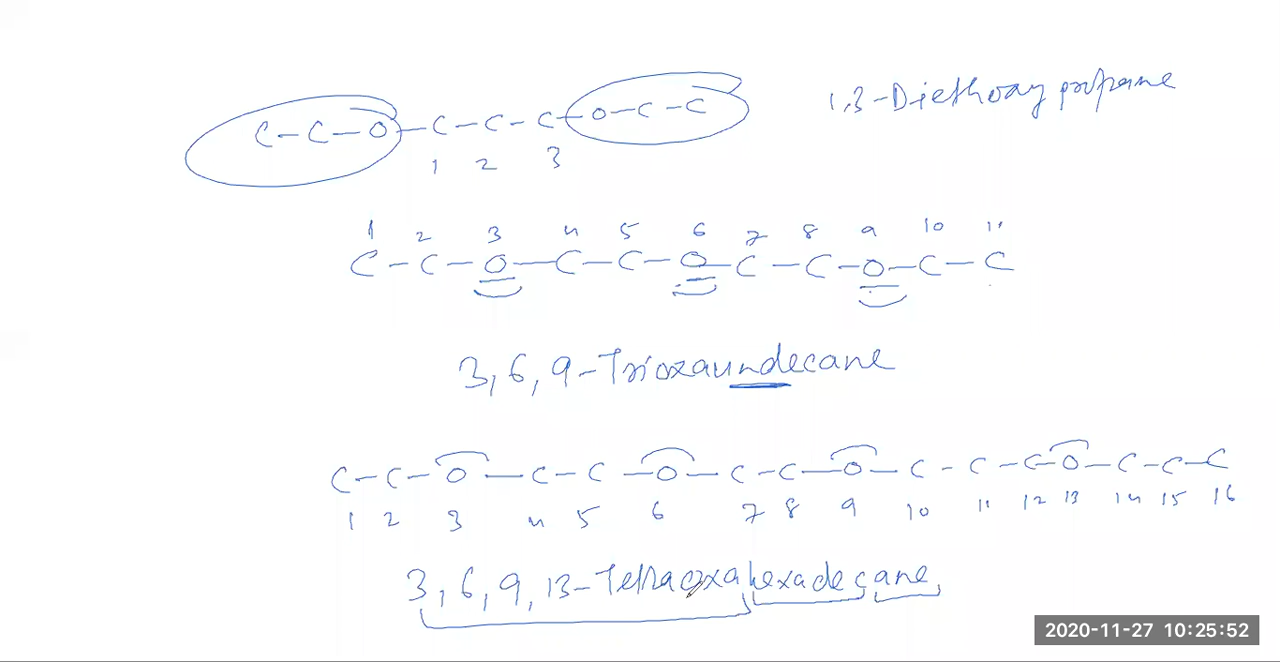 C-C-O-C-C-C-O-C-C 1,3-Diethoxy propane
1 2 3
1 2 3 4 5 6 7 8 9 10 11
C-C-O-C-C-O-C-C-O-C-C
3,6,9-Trioxaundecane
C-C-O-C-C-O-C-C-O-C-C-C-O-C-C-C
1 2 3 4 5 6 7 8 9 10 11 12 13 14 15 16
3,6,9,13-Tetraoxahexadecane
2020-11-27 10:25:52